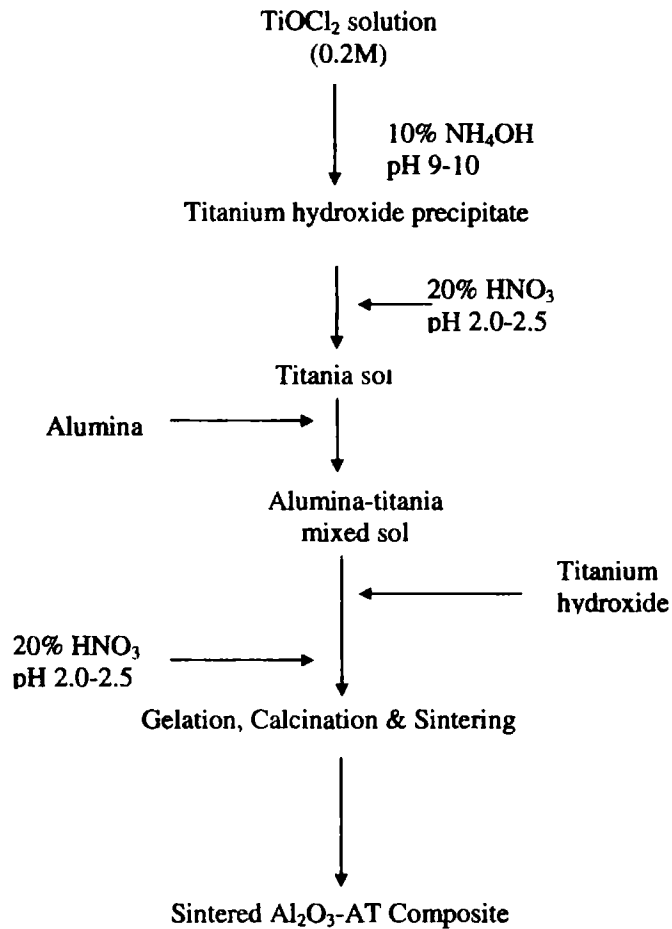 TiOCl₂ solution
(0.2M)
10% NH₄OH
pH 9-10
Titanium hydroxide precipitate
20% HNO₃
pH 2.0-2.5
Titania sol
Alumina
Alumina-titania
mixed sol
Titanium
hydroxide
20% HNO₃
pH 2.0-2.5
Gelation, Calcination & Sintering
Sintered Al₂O₃-AT Composite